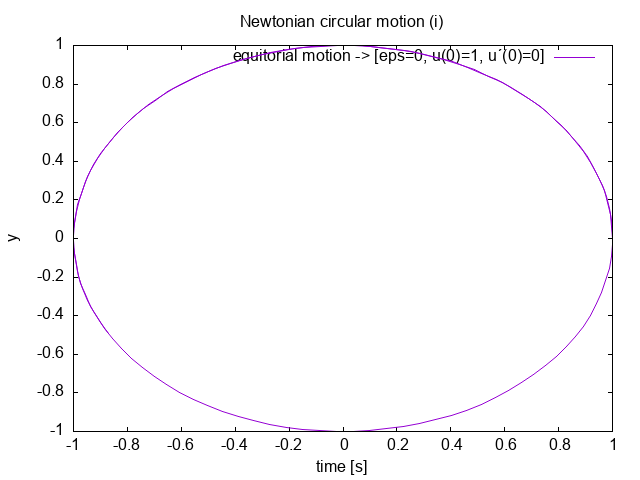 Newtonian circular motion (i)
equitorial motion -> [eps=0, u(0)=1, u´(0)=0]
1
0.8
0.6
0.4
0.2
0
-0.2
-0.4
-0.6
-0.8
-1
y
-1 -0.8 -0.6 -0.4 -0.2 0 0.2 0.4 0.6 0.8 1
time [s]